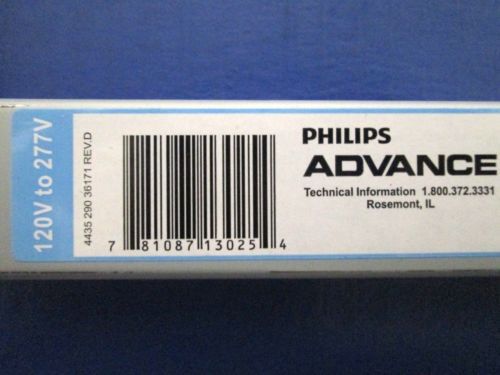 120V to 277V
4435 290 36171 REV.D
7 81087 13025 4
PHILIPS
ADVANCE
Technical Information 1.800.372.3331
Rosemont, IL